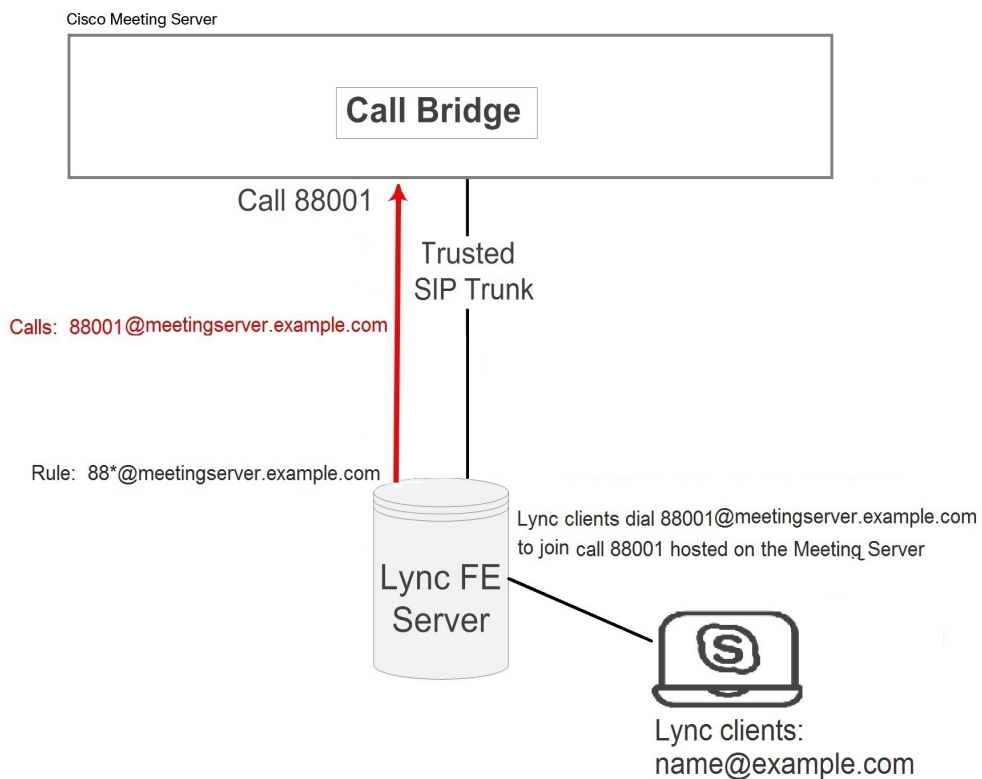 Cisco Meeting Server
Call Bridge
Call 88001
Trusted
SIP Trunk
Calls: 88001@meetingserver.example.com
Rule: 88*@meetingserver.example.com
Lync clients dial 88001@meetingserver.example.com
to join call 88001 hosted on the Meeting Server
Lync FE
Server
S
Lync clients:
name@example.com